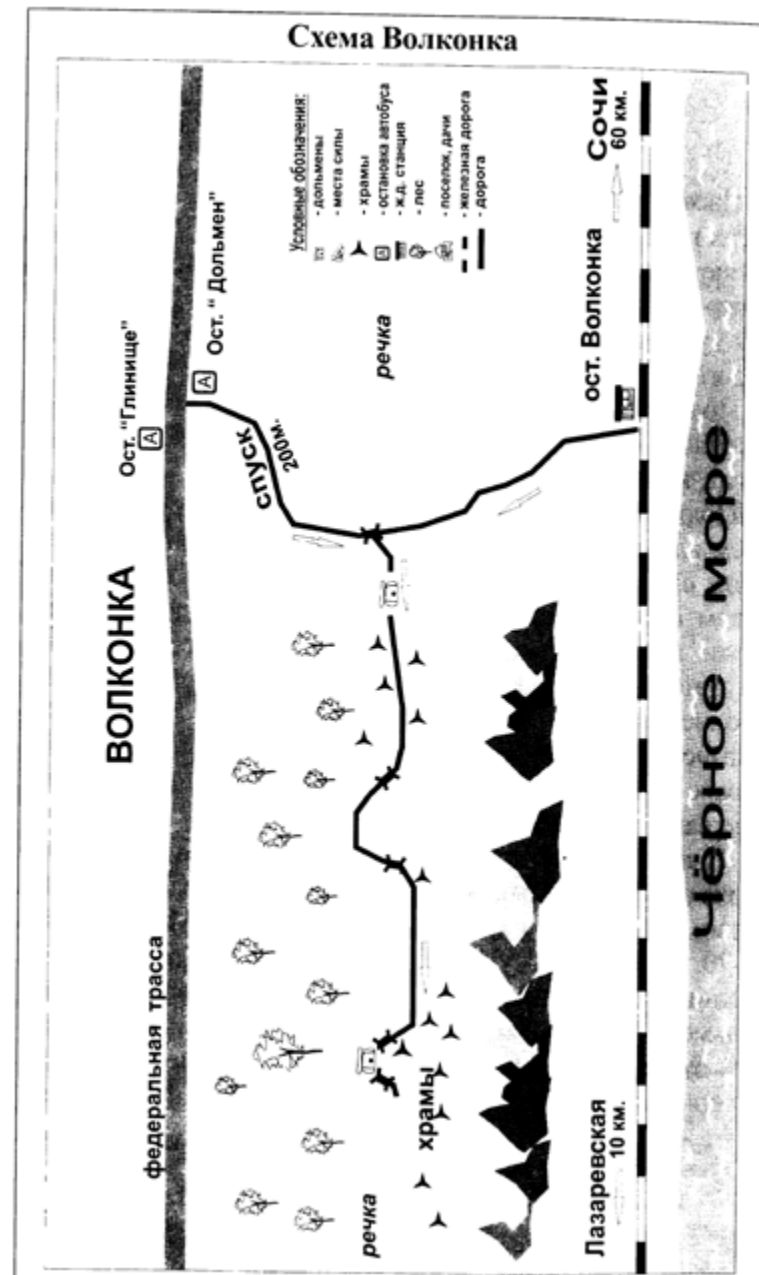 Схема Волконка
ВОЛКОНКА
федеральная трасса
Ост. "Глинище"
А
Ост. " Дольмен"
А
спуск
200м.
речка
Условные обозначения:
- дольмены
- места силы
- храмы
А - остановка автобуса
- ж.д. станция
- лес
- поселок, дачи
- железная дорога
- дорога
речка
храмы
Лазаревская
10 км.
ост. Волконка
Сочи
60 км.
Чёрное море